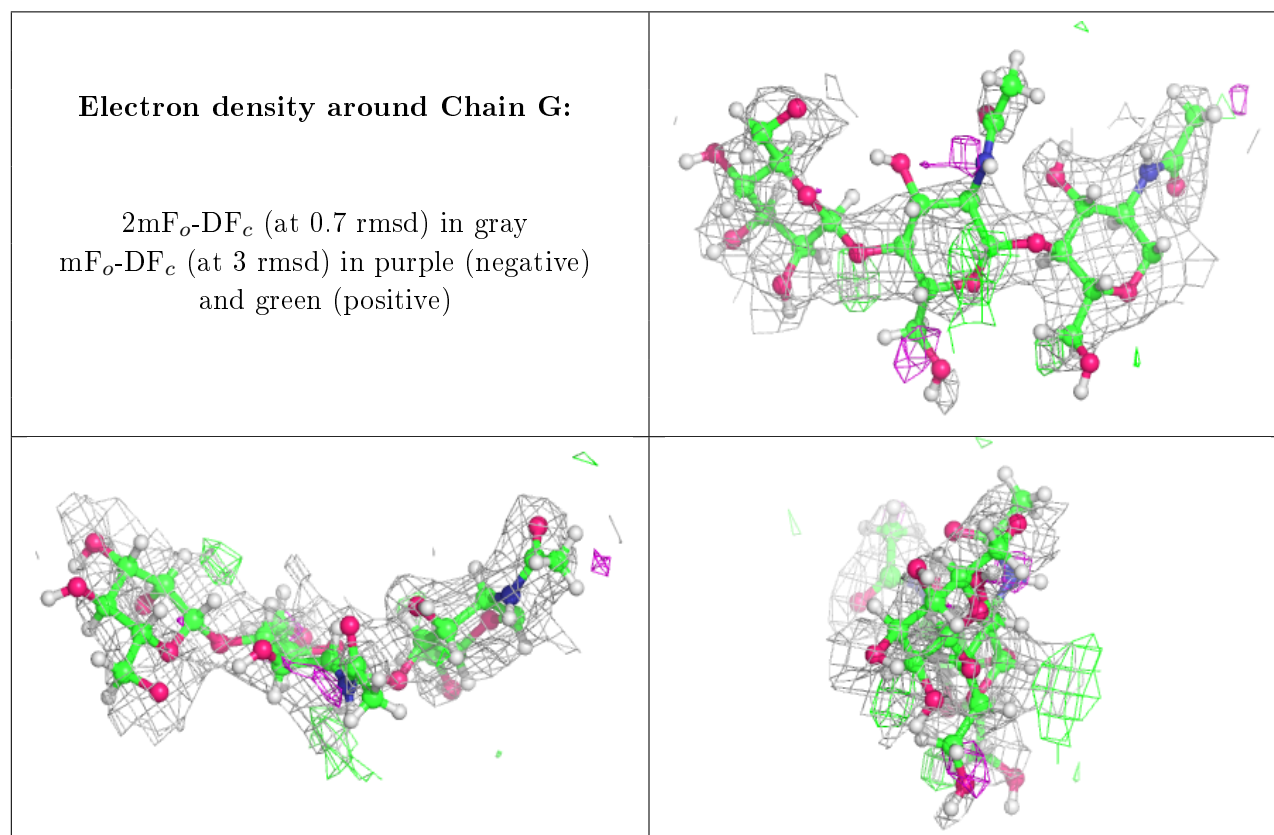 Electron density around Chain G:
2mFo-DFc (at 0.7 rmsd) in gray
mFo-DFc (at 3 rmsd) in purple (negative)
and green (positive)